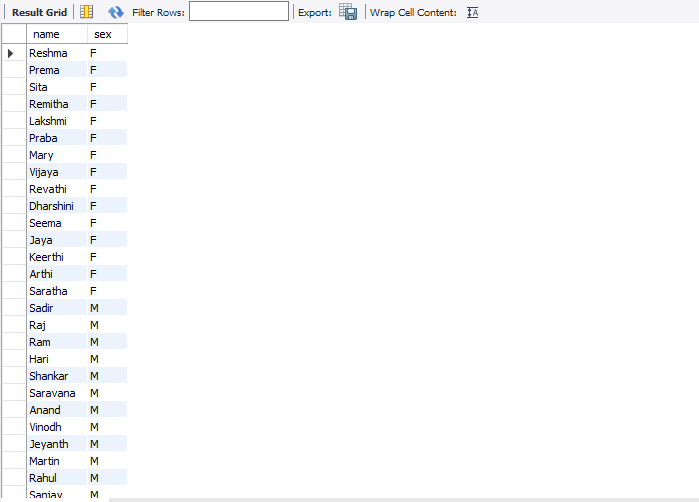 Result Grid Filter Rows: Export: Wrap Cell Content:
name sex
Reshma F
Prema F
Sita F
Remitha F
Lakshmi F
Praba F
Mary F
Vijaya F
Revathi F
Dharshini F
Seema F
Jaya F
Keerthi F
Arthi F
Saratha F
Sadir M
Raj M
Ram M
Hari M
Shankar M
Saravana M
Anand M
Vinodh M
Jeyanth M
Martin M
Rahul M
Sanjay M